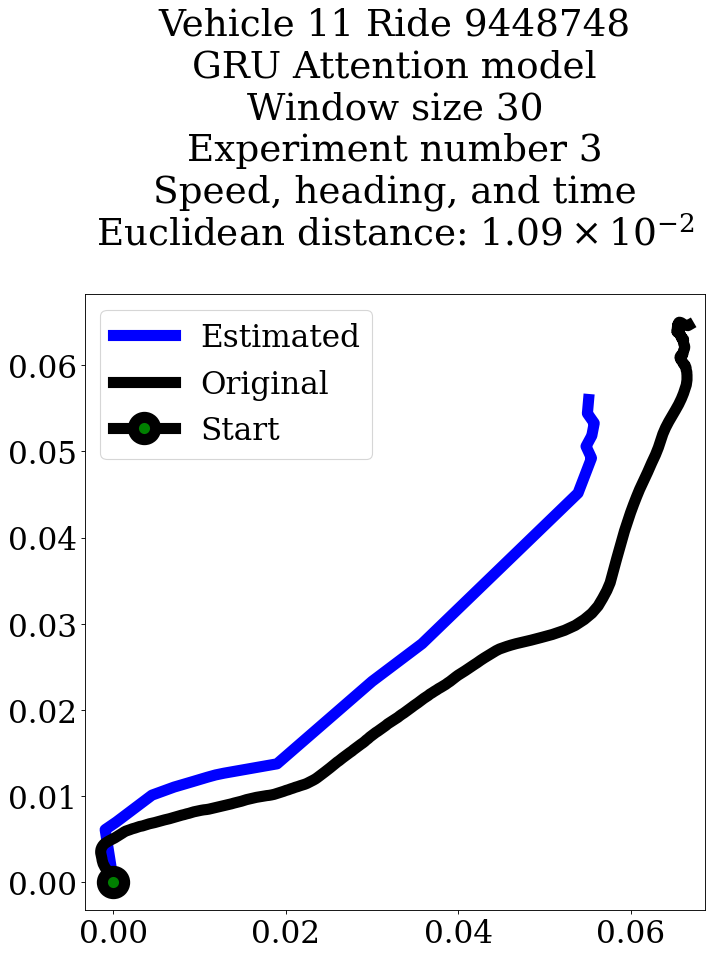 Vehicle 11 Ride 9448748
GRU Attention model
Window size 30
Experiment number 3
Speed, heading, and time
Euclidean distance: 1.09 × 10⁻²
Estimated
Original
Start
0.06
0.05
0.04
0.03
0.02
0.01
0.00
0.00 0.02 0.04 0.06